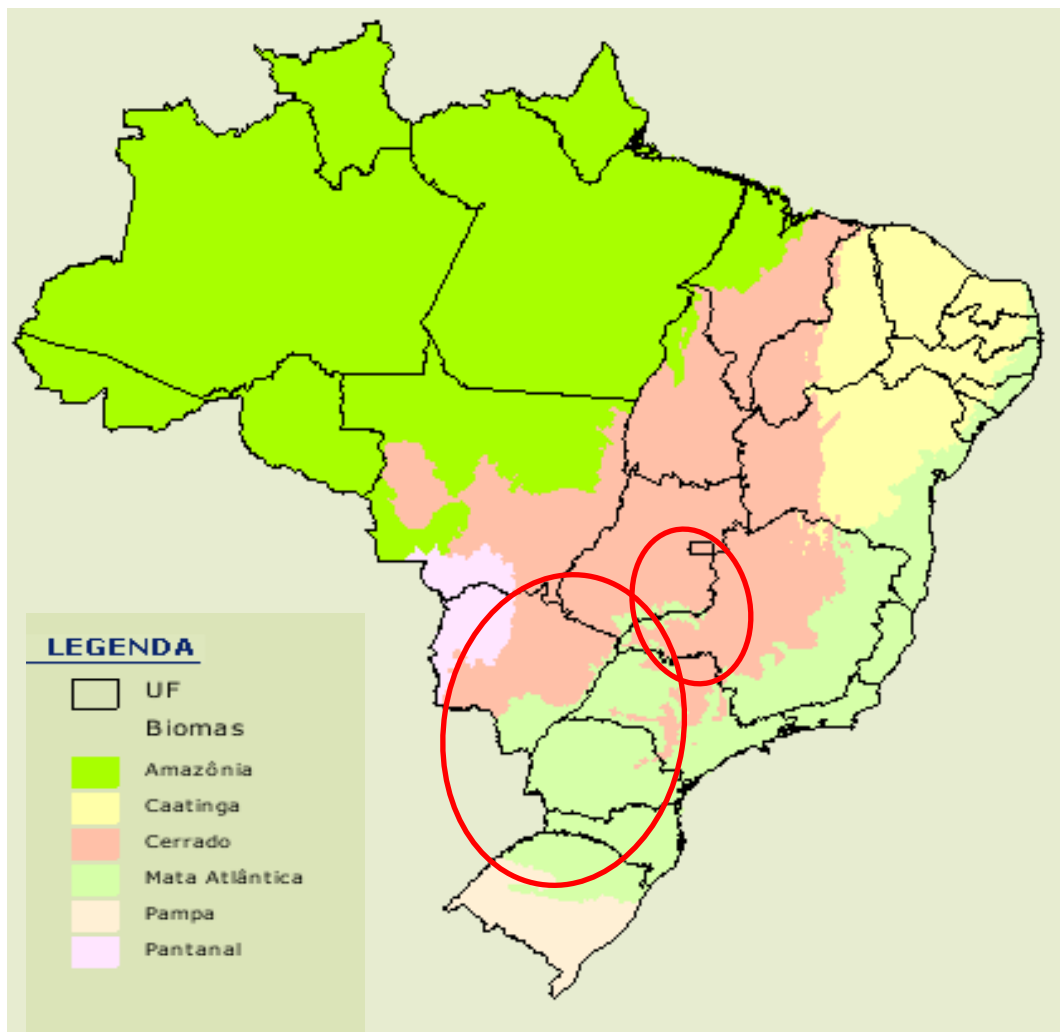 LEGENDA
UF
Biomas
Amazônia
Caatinga
Cerrado
Mata Atlântica
Pampa
Pantanal